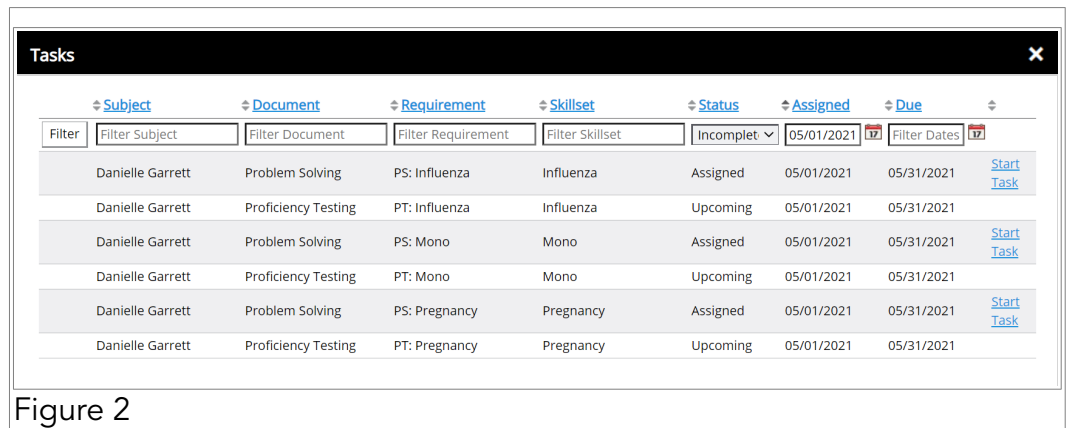 Tasks
Subject Document Requirement Skillset Status Assigned Due
Filter Filter Subject Filter Document Filter Requirement Filter Skillset Incomplet 05/01/2021 17 Filter Dates 17
Danielle Garrett Problem Solving PS: Influenza Influenza Assigned 05/01/2021 05/31/2021 Start
Task
Danielle Garrett Proficiency Testing PT: Influenza Influenza Upcoming 05/01/2021 05/31/2021
Danielle Garrett Problem Solving PS: Mono Mono Assigned 05/01/2021 05/31/2021 Start
Task
Danielle Garrett Proficiency Testing PT: Mono Mono Upcoming 05/01/2021 05/31/2021
Danielle Garrett Problem Solving PS: Pregnancy Pregnancy Assigned 05/01/2021 05/31/2021 Start
Task
Danielle Garrett Proficiency Testing PT: Pregnancy Pregnancy Upcoming 05/01/2021 05/31/2021
Figure 2